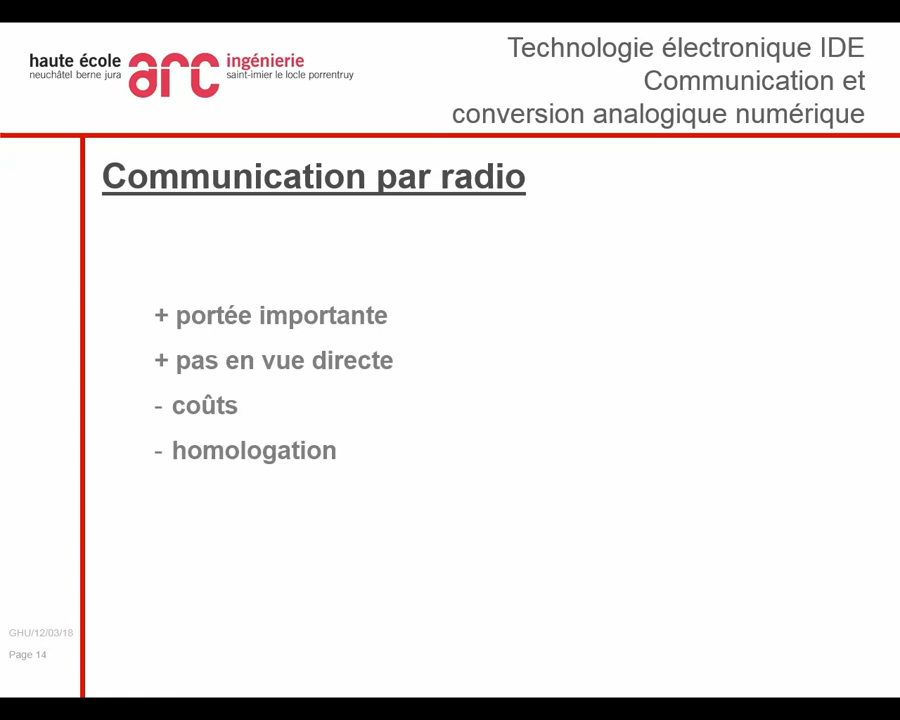 haute école
neuchâtel berne jura
arc
ingénierie
saint-imier le locle porrentruy
Technologie électronique IDE
Communication et
conversion analogique numérique
Communication par radio
+ portée importante
+ pas en vue directe
- coûts
- homologation
GHU/12/03/18
Page 14